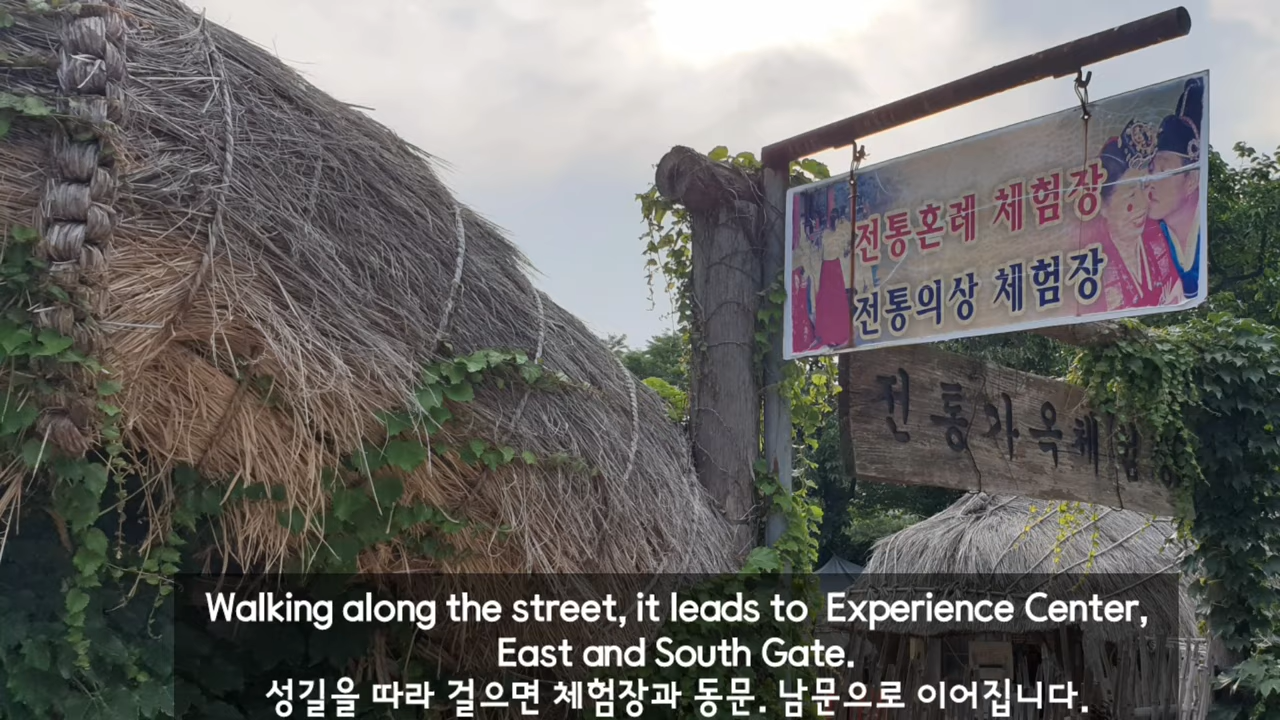 전통혼례 체험장
전통의상 체험장
전통가옥체험
Walking along the street, it leads to Experience Center,
East and South Gate.
성길을 따라 걸으면 체험장과 동문. 남문으로 이어집니다.